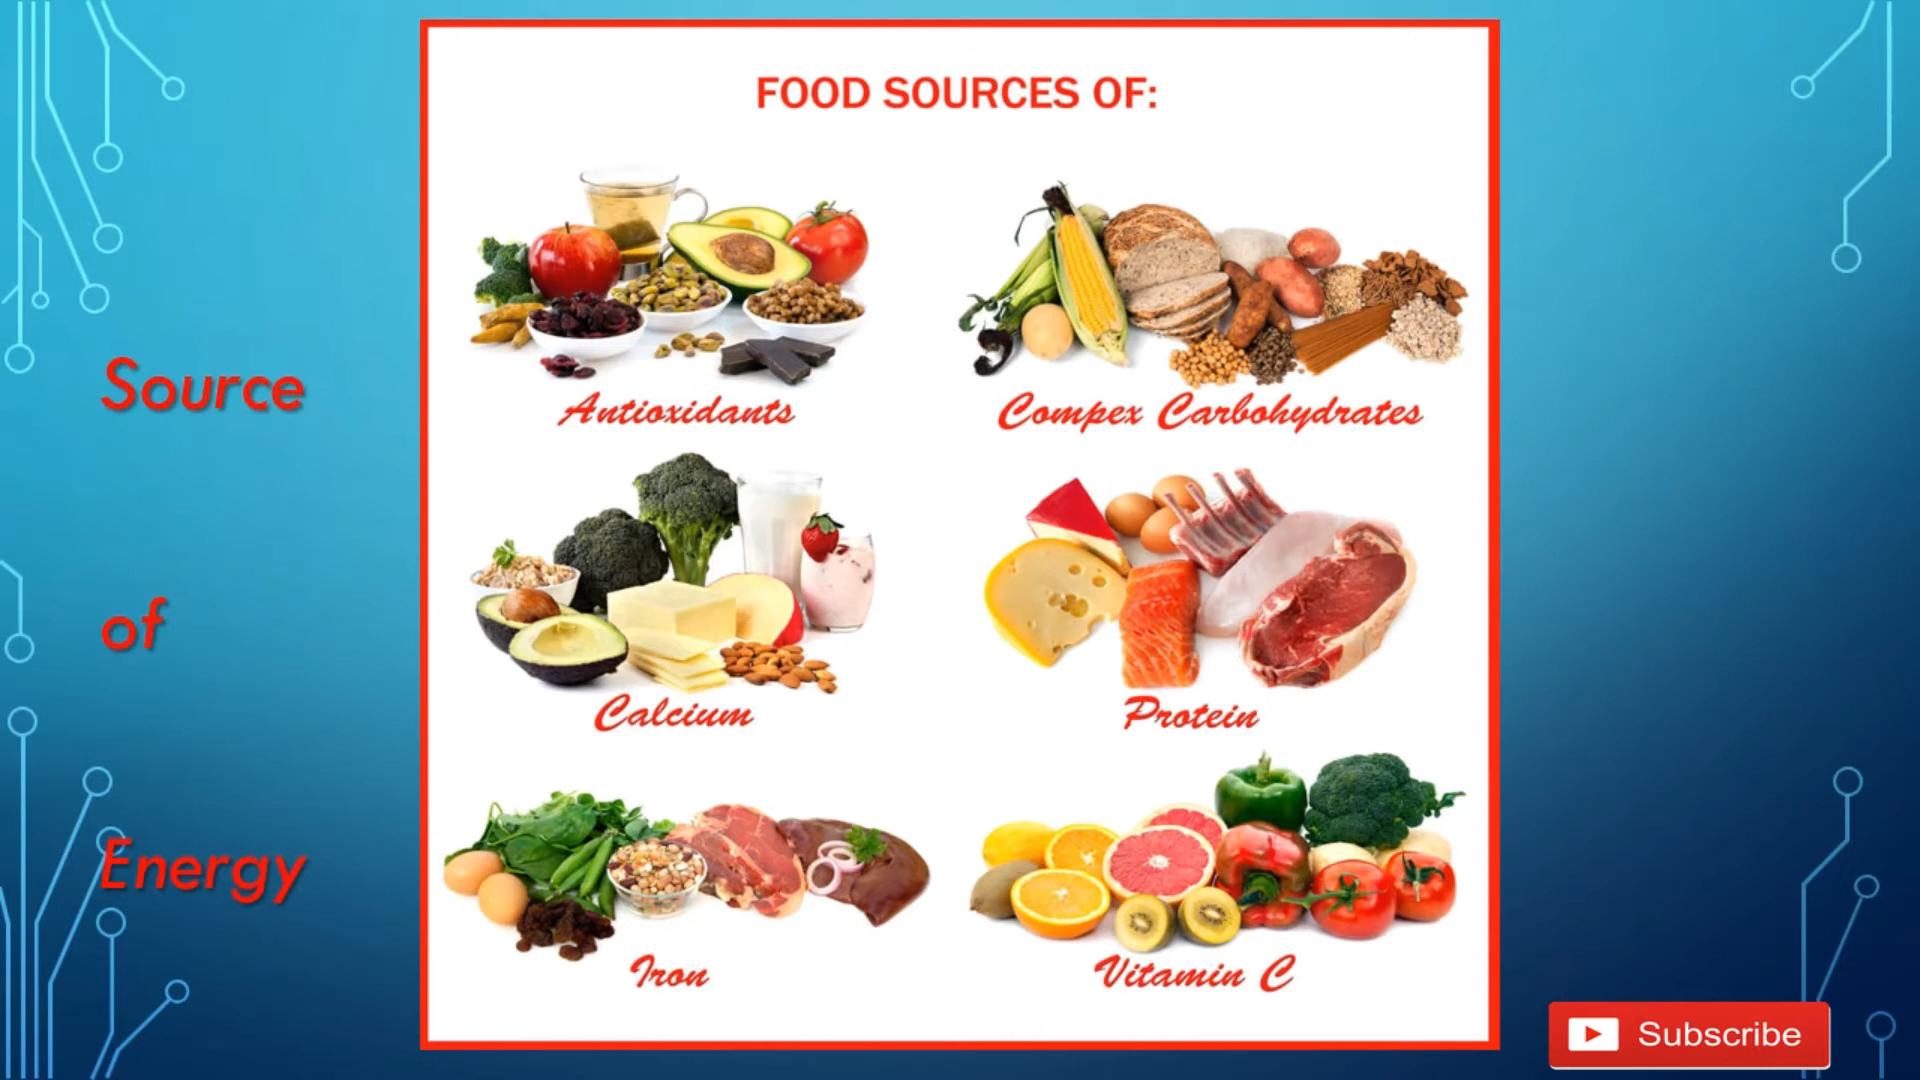 Source
of
Energy
FOOD SOURCES OF:
Antioxidants
Compex Carbohydrates
Calcium
Protein
Iron
Vitamin C
Subscribe